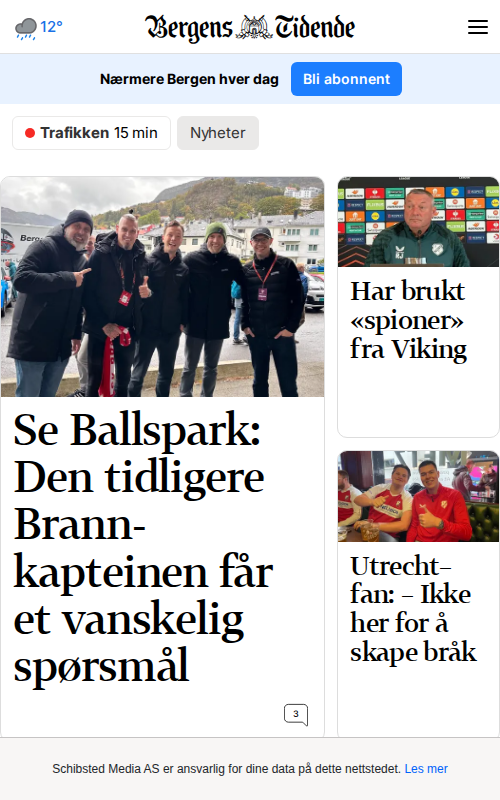 12°
Bergens Tidende
Nærmere Bergen hver dag
Bli abonnent
Trafikken 15 min
Nyheter
Se Ballspark:
Den tidligere
Brann-
kapteinen får
et vanskelig
spørsmål
3
Har brukt
«spioner»
fra Viking
Utrecht-
fan: – Ikke
her for å
skape bråk
Schibsted Media AS er ansvarlig for dine data på dette nettstedet. Les mer